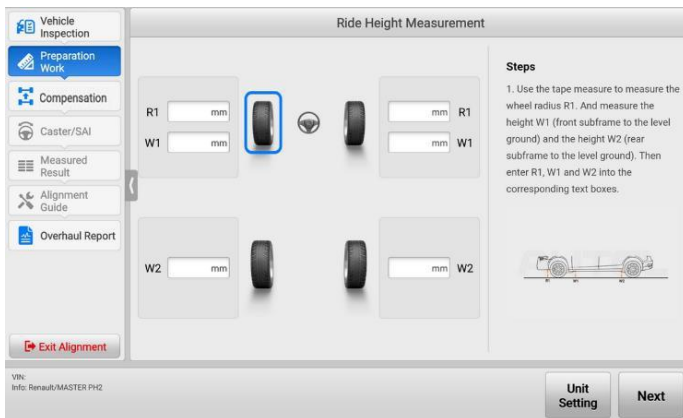 Vehicle
Inspection
Preparation
Work
Compensation
Caster/SAI
Measured
Result
Alignment
Guide
Overhaul Report
Exit Alignment
Ride Height Measurement
R1 mm
W1 mm
mm R1
mm W1
W2 mm
mm W2
Steps
1. Use the tape measure to measure the
wheel radius R1. And measure the
height W1 (front subframe to the level
ground) and the height W2 (rear
subframe to the level ground). Then
enter R1, W1 and W2 into the
corresponding text boxes.
R1 W1 W2
VIN:
Info: Renault/MASTER PH2
Unit
Setting
Next